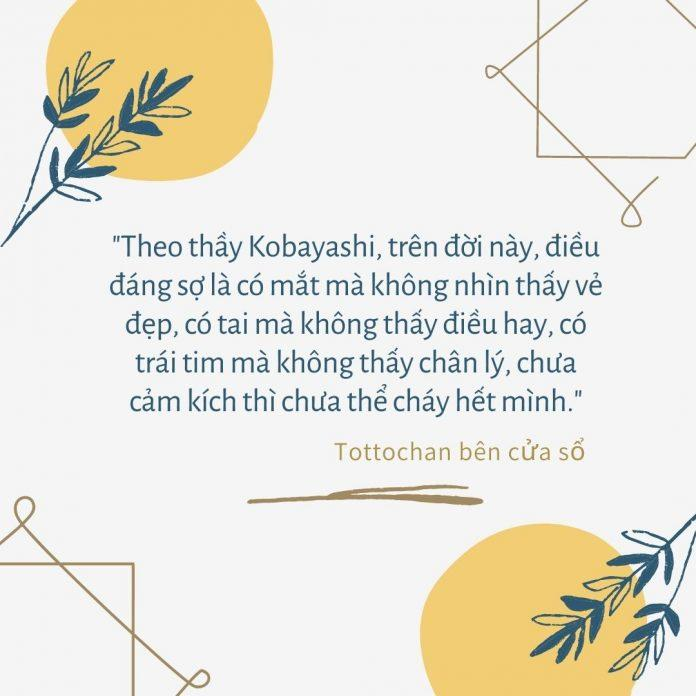 "Theo thầy Kobayashi, trên đời này, điều
đáng sợ là có mắt mà không nhìn thấy vẻ
đẹp, có tai mà không thấy điều hay, có
trái tim mà không thấy chân lý, chưa
cảm kích thì chưa thể cháy hết mình."
Tottochan bên cửa sổ